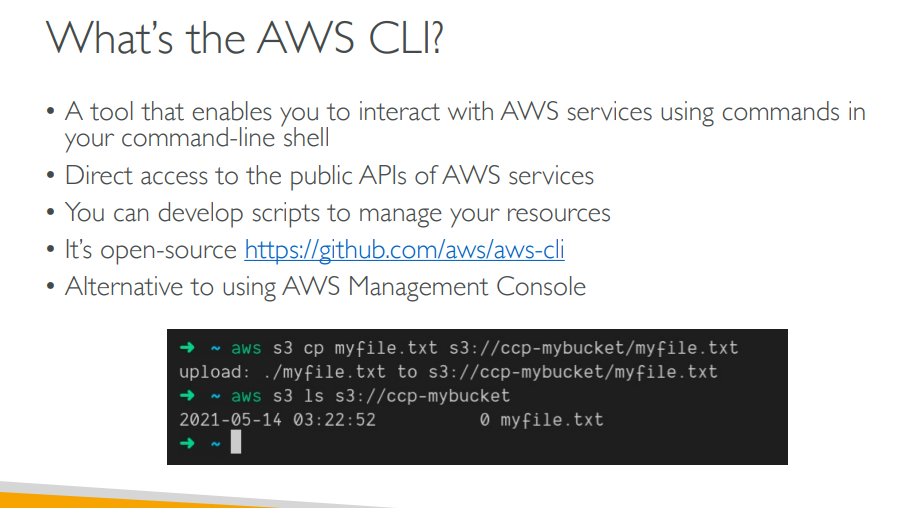 What's the AWS CLI?
• A tool that enables you to interact with AWS services using commands in
your command-line shell
• Direct access to the public APIs of AWS services
• You can develop scripts to manage your resources
• It's open-source https://github.com/aws/aws-cli
• Alternative to using AWS Management Console
➜ ~ aws s3 cp myfile.txt s3://ccp-mybucket/myfile.txt
upload: ./myfile.txt to s3://ccp-mybucket/myfile.txt
➜ ~ aws s3 ls s3://ccp-mybucket
2021-05-14 03:22:52          0 myfile.txt
➜ ~